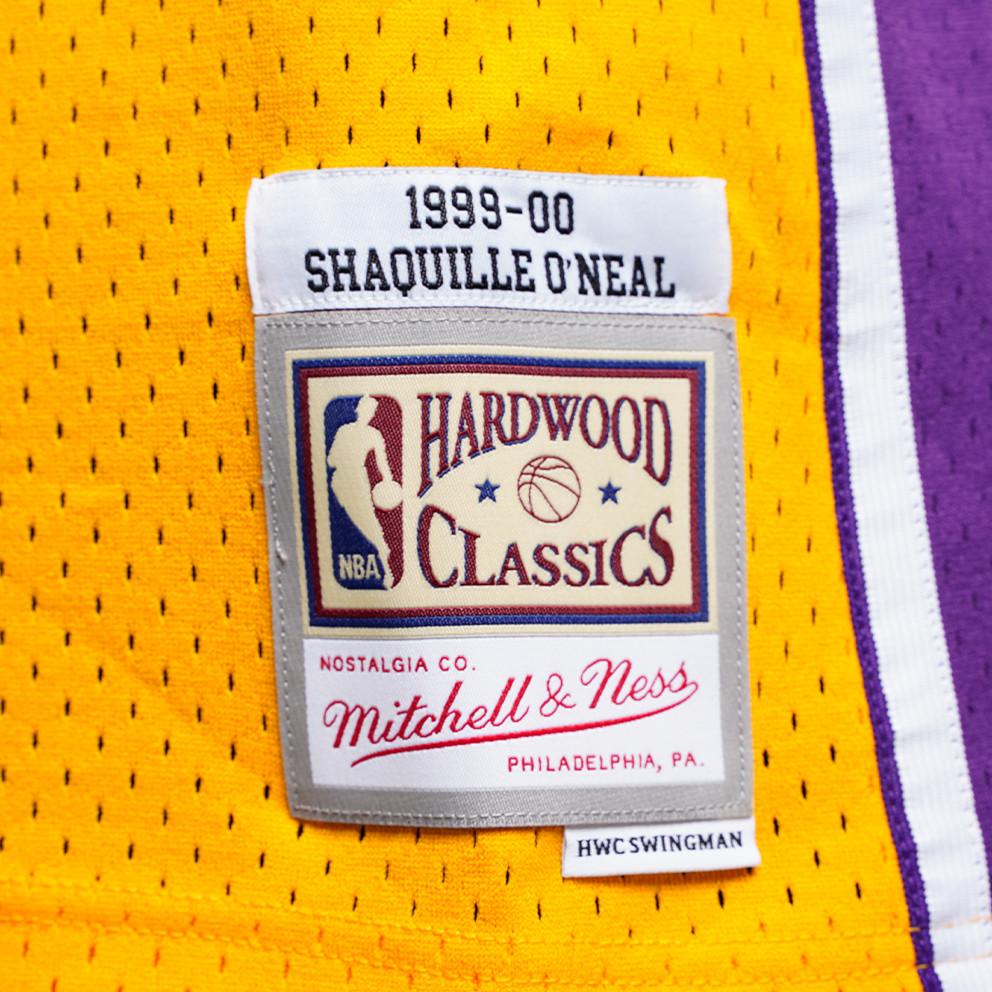 1999-00
SHAQUILLE O'NEAL
HARDWOOD
CLASSICS
NBA
NOSTALGIA CO.
Mitchell & Ness
PHILADELPHIA, PA.
HWC SWINGMAN